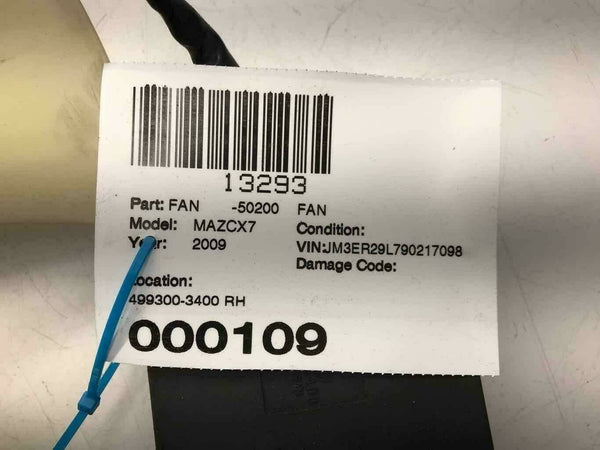 13293
Part: FAN -50200 FAN
Model: MAZCX7 Condition:
Year: 2009 VIN:JM3ER29L790217098
Damage Code:
Location:
499300-3400 RH
000109